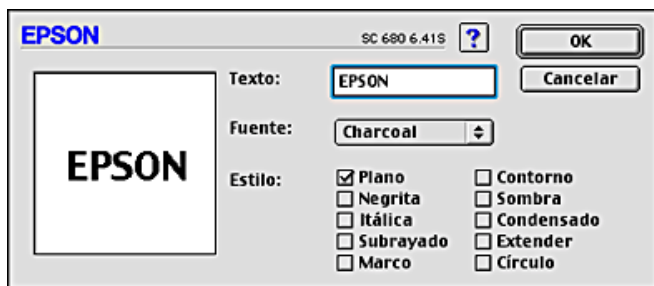 EPSON SC 680 6.41S ? OK
Texto: EPSON Cancelar
Fuente: Charcoal
EPSON
Estilo: Plano Contorno
Negrita Sombra
Itálica Condensado
Subrayado Extender
Marco Círculo